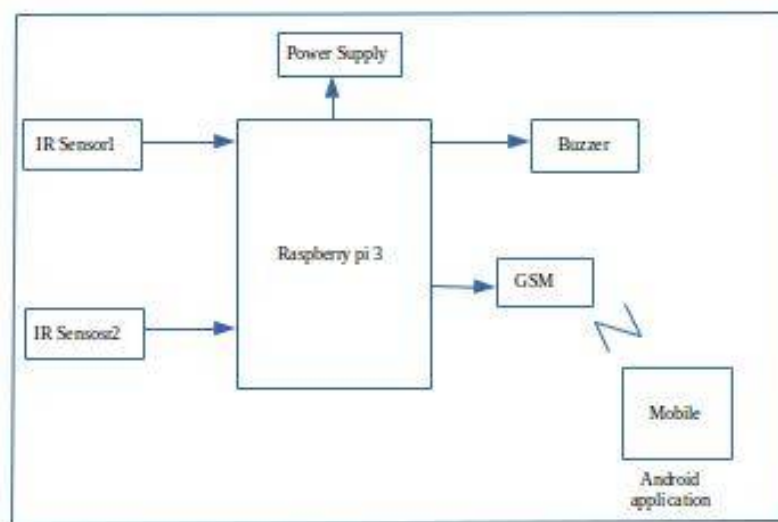 Power Supply
IR Sensor1
Buzzer
Raspberry pi 3
GSM
IR Sensosr2
Mobile
Android
application